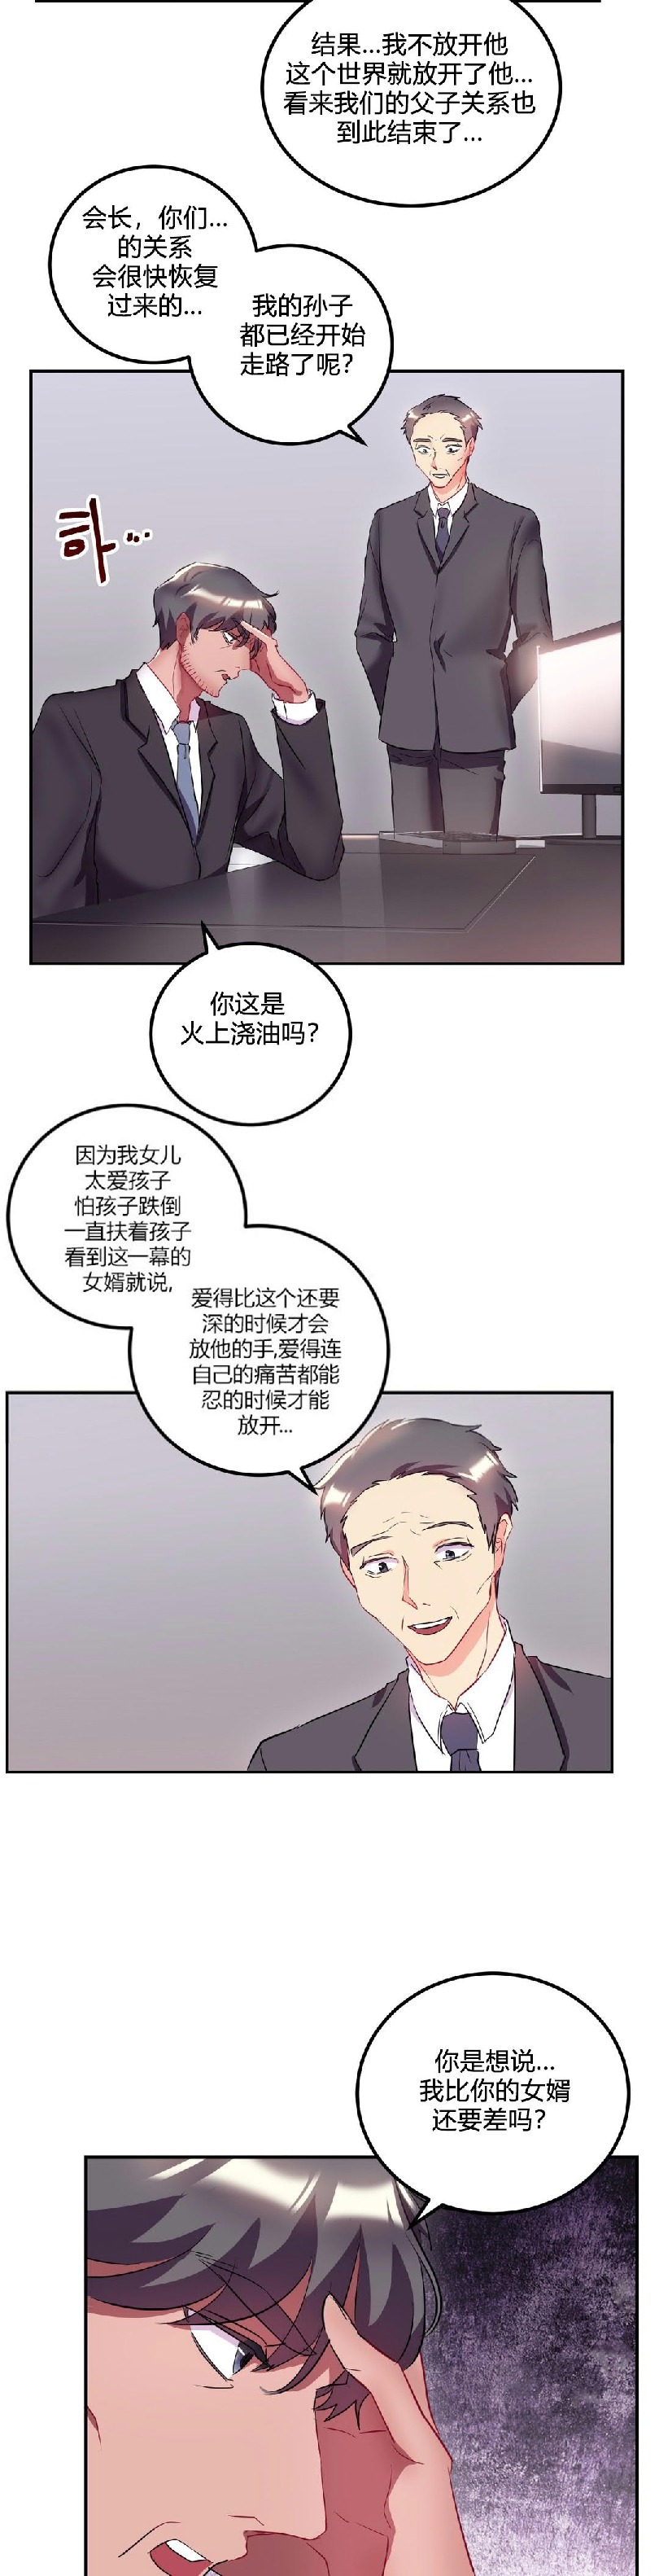 结果...我不放开他
这个世界就放开了他...
看来我们的父子关系也
到此结束了...
会长，你们...
的关系
会很快恢复
过来的...
我的孙子
都已经开始
走路了呢?
하...
你这是
火上浇油吗?
因为我女儿
太爱孩子
怕孩子跌倒
一直扶着孩子
看到这一幕的
女婿就说,
爱得比这个还要
深的时候才会
放他的手,爱得连
自己的痛苦都能
忍的时候才能
放开...
你是想说...
我比你的女婿
还要差吗?